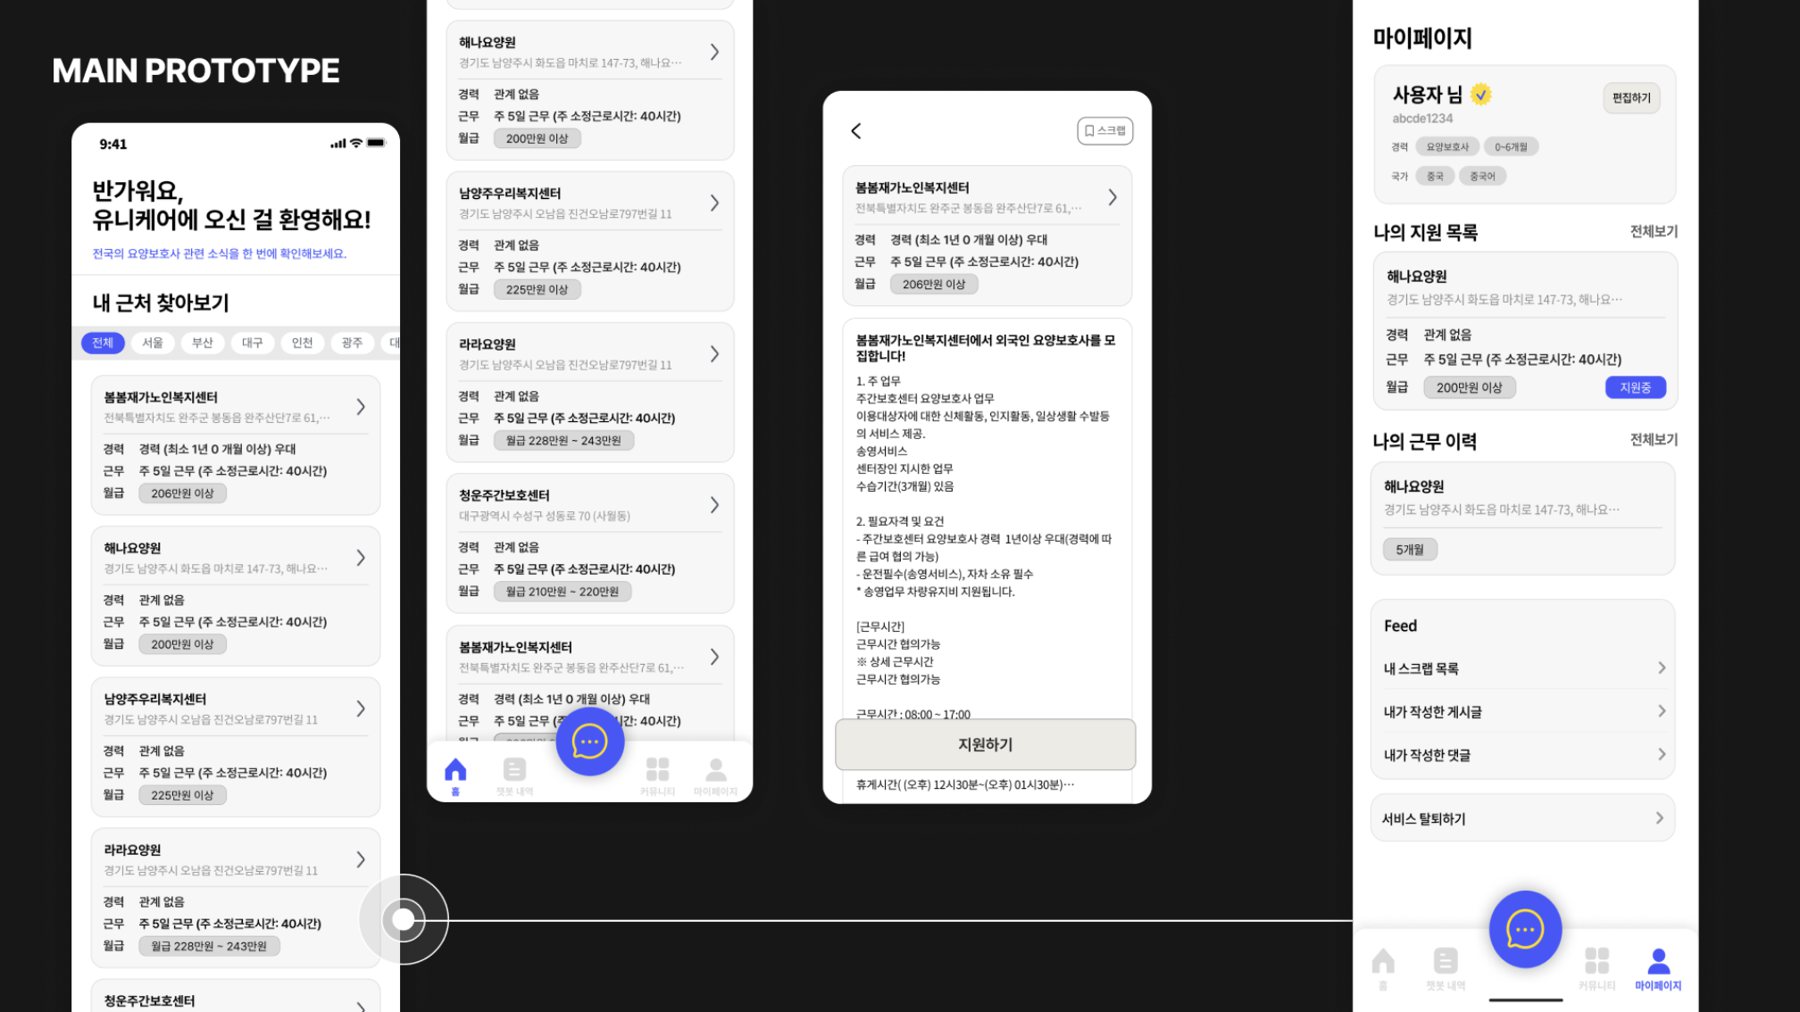 MAIN PROTOTYPE
9:41
반가워요,
유니케어에 오신 걸 환영해요!
전국의 요양보호사 관련 소식을 한 번에 확인해보세요.
내 근처 찾아보기
전체 서울 부산 대구 인천 광주 대
봄봄재가노인복지센터
전북특별자치도 완주군 봉동읍 완주산단7로 61,…
경력 경력 (최소 1년 0 개월 이상) 우대
근무 주 5일 근무 (주 소정근로시간: 40시간)
월급 206만원 이상
해나요양원
경기도 남양주시 화도읍 마치로 147-73, 해나요…
경력 관계 없음
근무 주 5일 근무 (주 소정근로시간: 40시간)
월급 200만원 이상
남양주우리복지센터
경기도 남양주시 오남읍 진건오남로797번길 11
경력 관계 없음
근무 주 5일 근무 (주 소정근로시간: 40시간)
월급 225만원 이상
라라요양원
경기도 남양주시 오남읍 진건오남로797번길 11
경력 관계 없음
근무 주 5일 근무 (주 소정근로시간: 40시간)
월급 월급 228만원 ~ 243만원
청운주간보호센터
해나요양원
경기도 남양주시 화도읍 마치로 147-73, 해나요…
경력 관계 없음
근무 주 5일 근무 (주 소정근로시간: 40시간)
월급 200만원 이상
남양주우리복지센터
경기도 남양주시 오남읍 진건오남로797번길 11
경력 관계 없음
근무 주 5일 근무 (주 소정근로시간: 40시간)
월급 225만원 이상
라라요양원
경기도 남양주시 오남읍 진건오남로797번길 11
경력 관계 없음
근무 주 5일 근무 (주 소정근로시간: 40시간)
월급 월급 228만원 ~ 243만원
청운주간보호센터
대구광역시 수성구 성동로 70 (사월동)
경력 관계 없음
근무 주 5일 근무 (주 소정근로시간: 40시간)
월급 월급 210만원 ~ 220만원
봄봄재가노인복지센터
전북특별자치도 완주군 봉동읍 완주산단7로 61,…
경력 경력 (최소 1년 0 개월 이상) 우대
근무 주 5일 근무 (주 소정근로시간: 40시간)
홈 챗봇 내역 커뮤니티 마이페이지
스크랩
봄봄재가노인복지센터
전북특별자치도 완주군 봉동읍 완주산단7로 61,…
경력 경력 (최소 1년 0 개월 이상) 우대
근무 주 5일 근무 (주 소정근로시간: 40시간)
월급 206만원 이상
봄봄재가노인복지센터에서 외국인 요양보호사를 모
집합니다!
1. 주 업무
주간보호센터 요양보호사 업무
이용대상자에 대한 신체활동, 인지활동, 일상생활 수발등
의 서비스 제공.
송영서비스
센터장인 지시한 업무
수습기간(3개월) 있음
2. 필요자격 및 요건
- 주간보호센터 요양보호사 경력 1년이상 우대(경력에 따
른 급여 협의 가능)
- 운전필수(송영서비스), 자차 소유 필수
* 송영업무 차량유지비 지원됩니다.
[근무시간]
근무시간 협의가능
※ 상세 근무시간
근무시간 협의가능
근무시간 : 08:00 ~ 17:00
지원하기
휴게시간( (오후) 12시30분~(오후) 01시30분)…
마이페이지
사용자 님
편집하기
abcde1234
경력 요양보호사 0~6개월
국가 중국 중국어
나의 지원 목록 전체보기
해나요양원
경기도 남양주시 화도읍 마치로 147-73, 해나요…
경력 관계 없음
근무 주 5일 근무 (주 소정근로시간: 40시간)
월급 200만원 이상 지원중
나의 근무 이력 전체보기
해나요양원
경기도 남양주시 화도읍 마치로 147-73, 해나요…
5개월
Feed
내 스크랩 목록
내가 작성한 게시글
내가 작성한 댓글
서비스 탈퇴하기
홈 챗봇 내역 커뮤니티 마이페이지